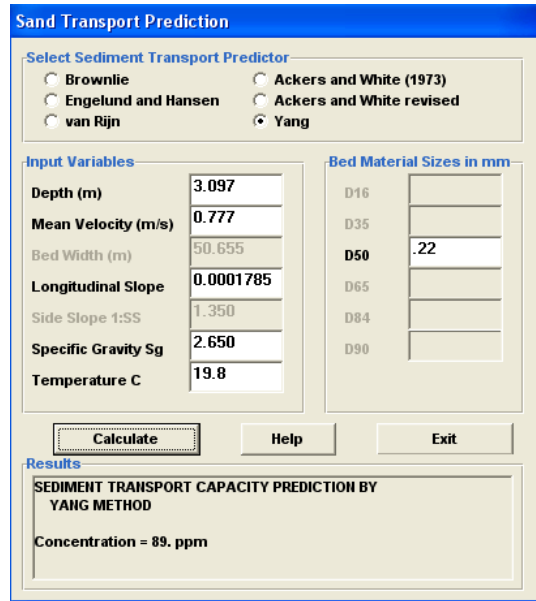 Sand Transport Prediction
Select Sediment Transport Predictor
Brownlie Ackers and White (1973)
Engelund and Hansen Ackers and White revised
van Rijn Yang
Input Variables
Depth (m) 3.097
Mean Velocity (m/s) 0.777
Bed Width (m) 50.655
Longitudinal Slope 0.0001785
Side Slope 1:SS 1.350
Specific Gravity Sg 2.650
Temperature C 19.8
Bed Material Sizes in mm
D16
D35
D50 .22
D65
D84
D90
Calculate Help Exit
Results
SEDIMENT TRANSPORT CAPACITY PREDICTION BY
YANG METHOD
Concentration = 89. ppm